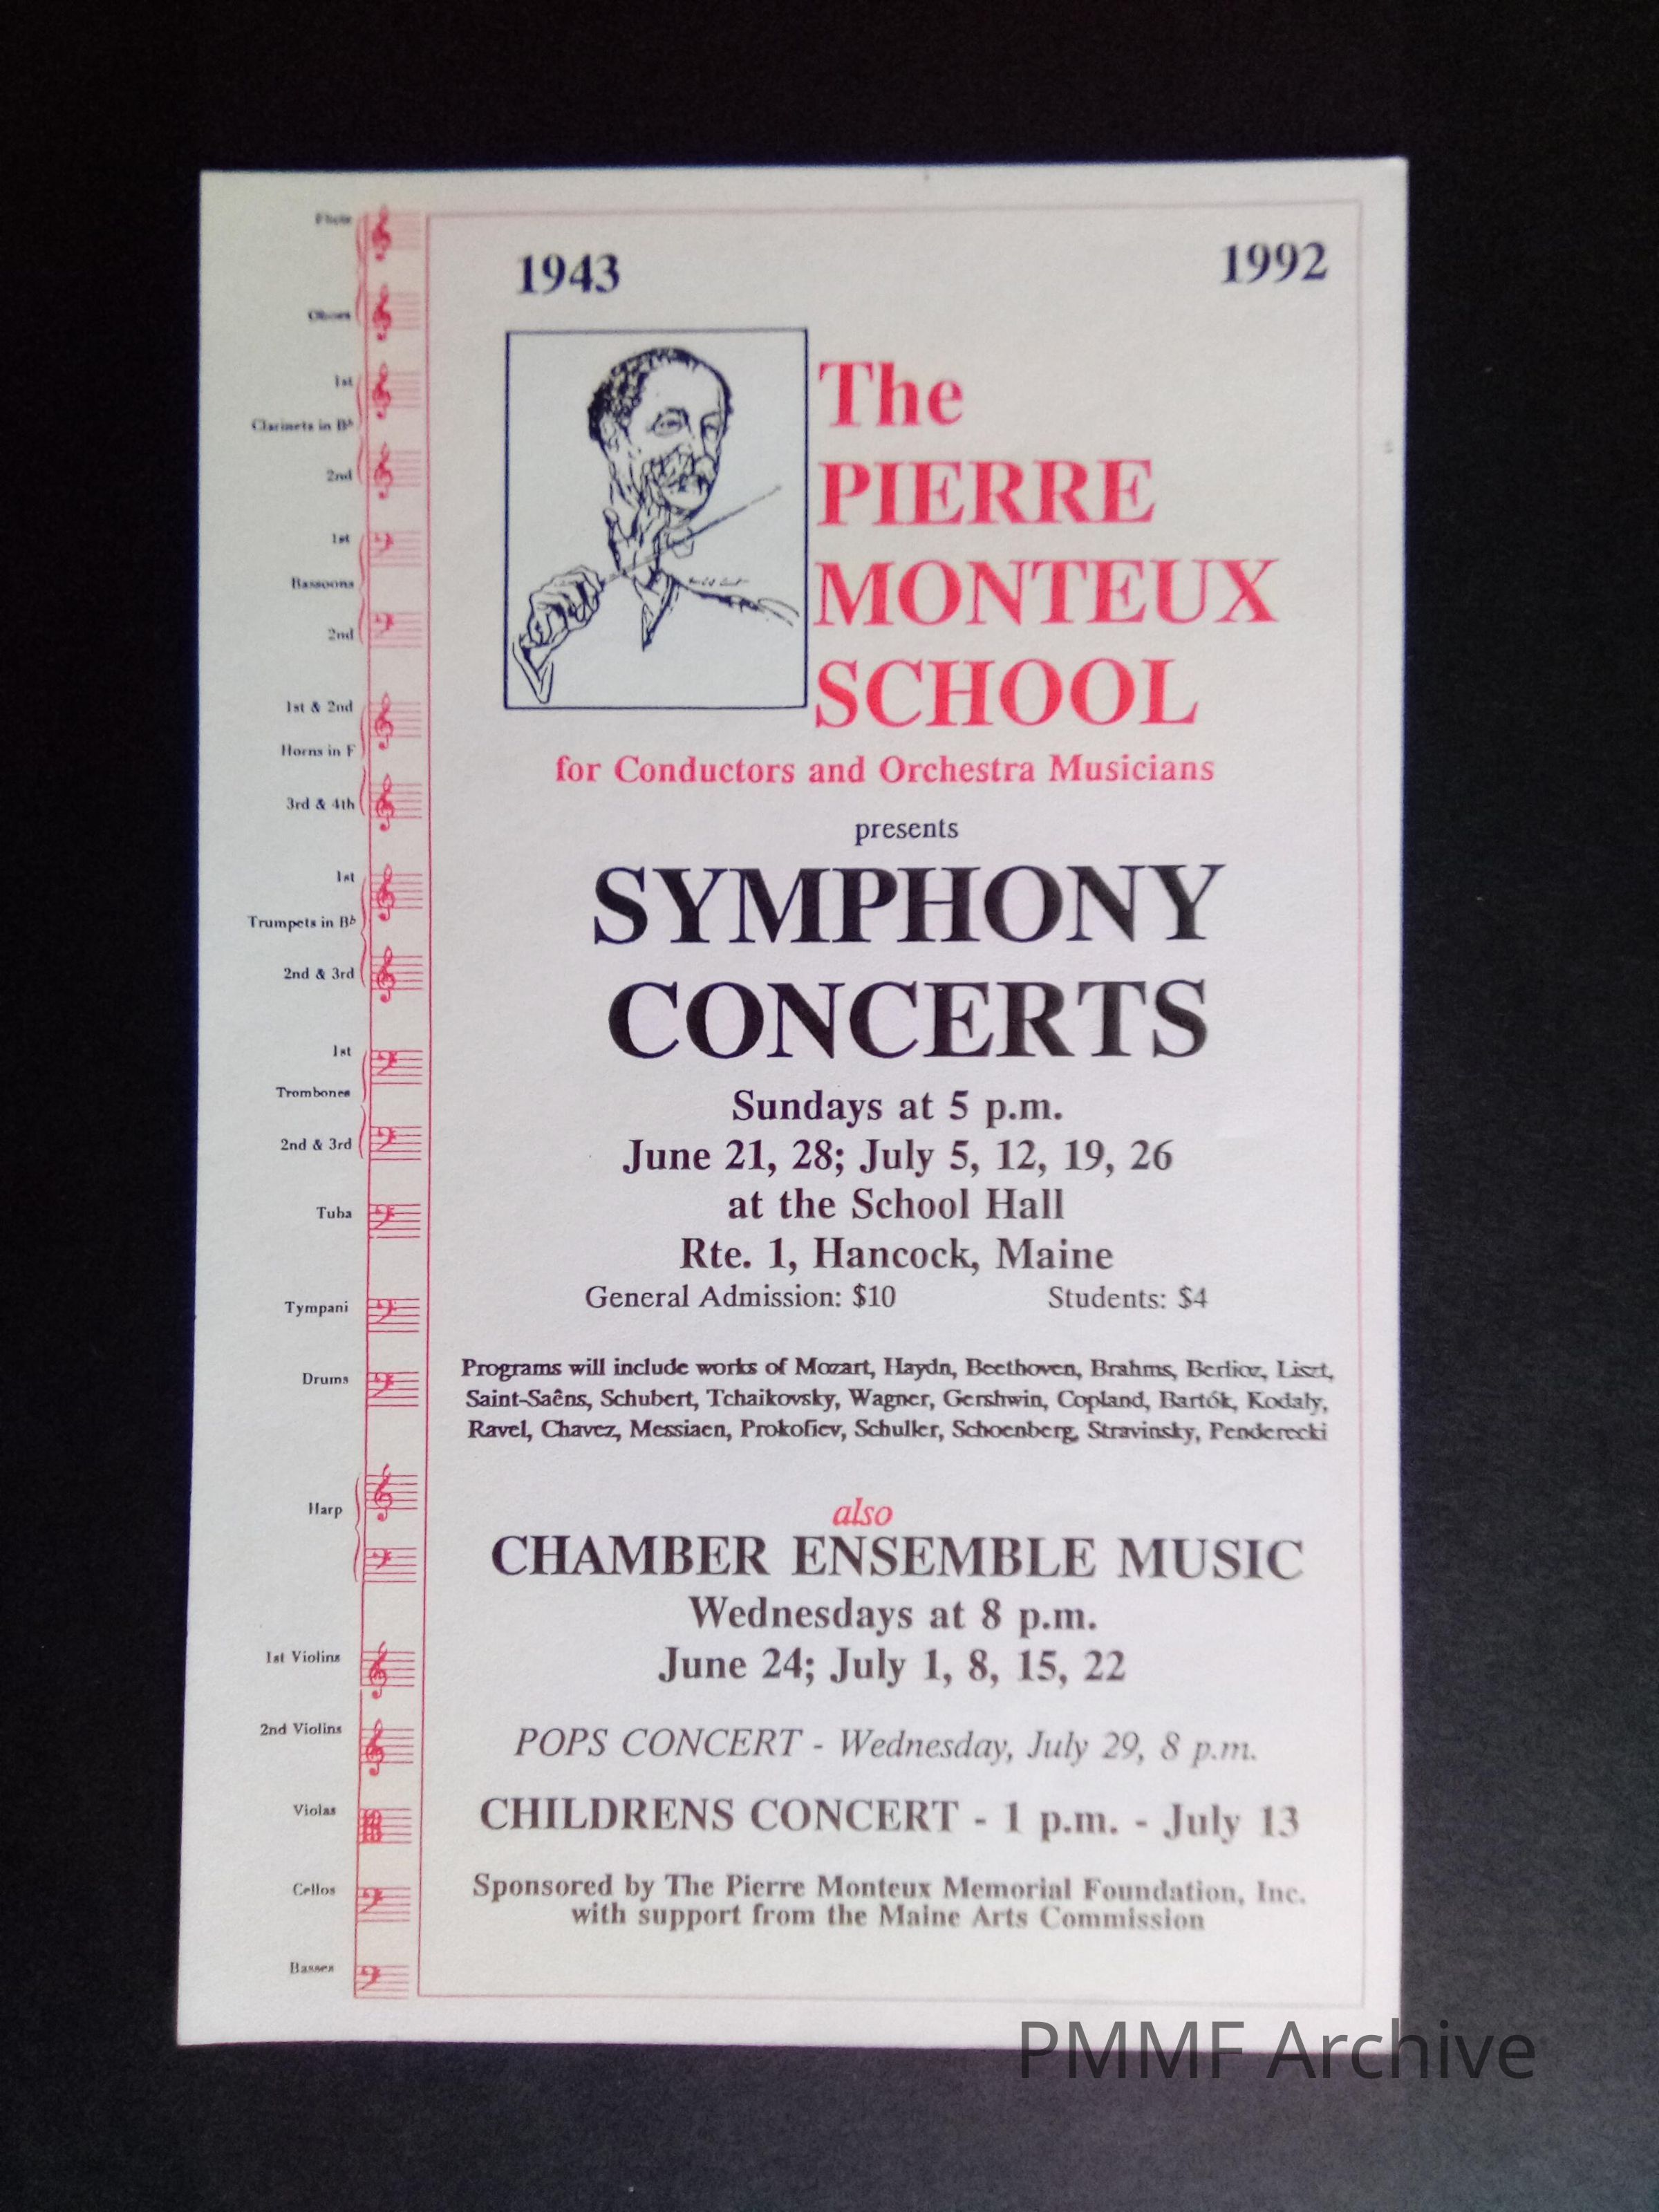 1943
1992
The
PIERRE
MONTEUX
SCHOOL
for Conductors and Orchestra Musicians
presents
SYMPHONY
CONCERTS
Sundays at 5 p.m.
June 21, 28; July 5, 12, 19, 26
at the School Hall
Rte. 1, Hancock, Maine
General Admission: $10 Students: $4
Programs will include works of Mozart, Haydn, Beethoven, Brahms, Berlioz, Liszt,
Saint-Saêns, Schubert, Tchaikovsky, Wagner, Gershwin, Copland, Bartók, Kodaly,
Ravel, Chavez, Messiaen, Prokofiev, Schuller, Schoenberg, Stravinsky, Penderecki
also
CHAMBER ENSEMBLE MUSIC
Wednesdays at 8 p.m.
June 24; July 1, 8, 15, 22
POPS CONCERT - Wednesday, July 29, 8 p.m.
CHILDRENS CONCERT - 1 p.m. - July 13
Sponsored by The Pierre Monteux Memorial Foundation, Inc.
with support from the Maine Arts Commission
Flute
Oboes
1st
Clarinets in B♭
2nd
1st
Bassoons
2nd
1st & 2nd
Horns in F
3rd & 4th
1st
Trumpets in B♭
2nd & 3rd
1st
Trombones
2nd & 3rd
Tuba
Tympani
Drums
Harp
1st Violins
2nd Violins
Violas
Cellos
Basses
PMMF Archive